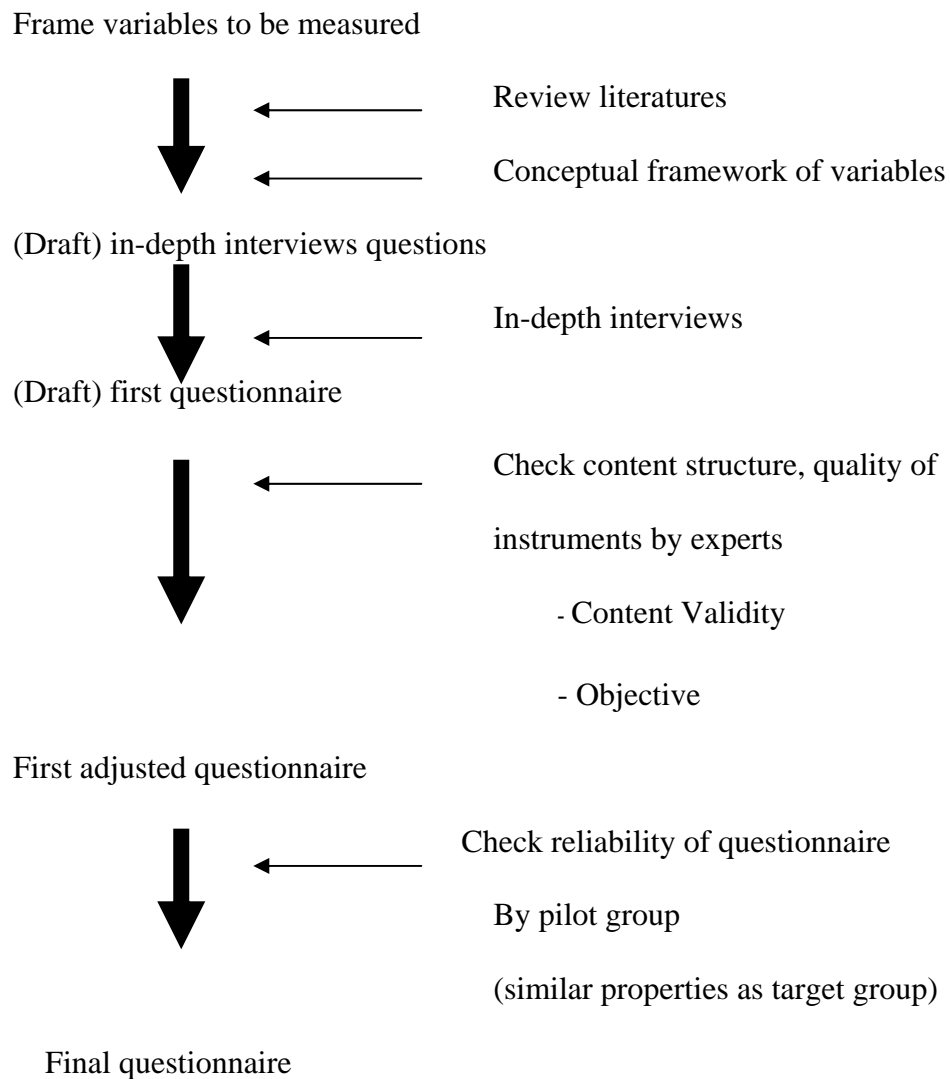 Frame variables to be measured
Review literatures
Conceptual framework of variables
(Draft) in-depth interviews questions
In-depth interviews
(Draft) first questionnaire
Check content structure, quality of
instruments by experts
- Content Validity
- Objective
First adjusted questionnaire
Check reliability of questionnaire
By pilot group
(similar properties as target group)
Final questionnaire